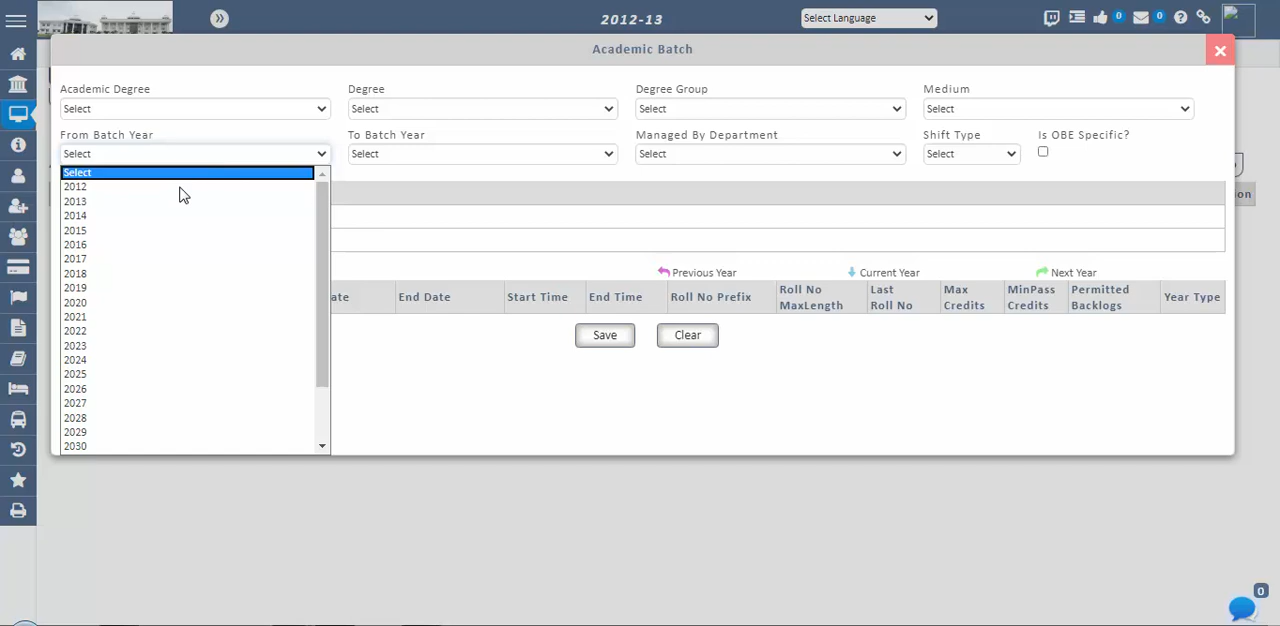 2012-13
Select Language
0
0
Academic Batch
Academic Degree
Degree
Degree Group
Medium
Select
Select
Select
Select
From Batch Year
To Batch Year
Managed By Department
Shift Type
Is OBE Specific?
Select
Select
Select
Select
Select
2012
2013
2014
2015
2016
2017
2018
2019
2020
2021
2022
2023
2024
2025
2026
2027
2028
2029
2030
ion
Previous Year
Current Year
Next Year
ate
End Date
Start Time
End Time
Roll No Prefix
Roll No MaxLength
Last Roll No
Max Credits
MinPass Credits
Permitted Backlogs
Year Type
Save
Clear
0